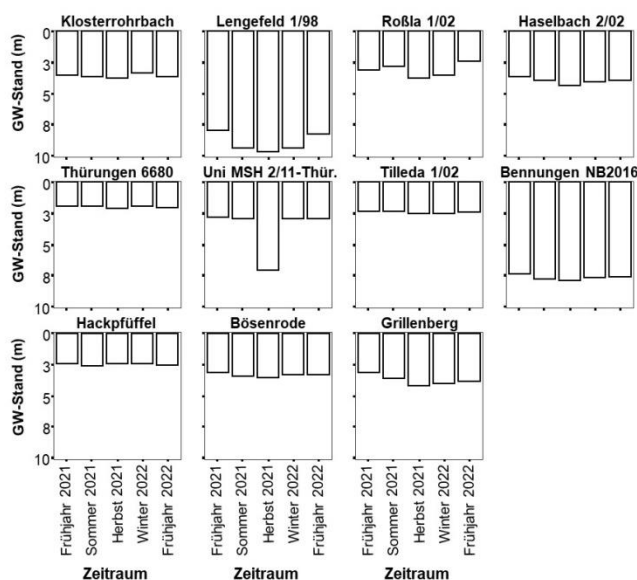 Klosterrohrbach Lengefeld 1/98 Roßla 1/02 Haselbach 2/02
GW-Stand (m)
0
3
5
8
10
Thürungen 6680 Uni MSH 2/11-Thür. Tilleda 1/02 Bennungen NB2016
GW-Stand (m)
0
3
5
8
10
Hackpfüffel Bösenrode Grillenberg
GW-Stand (m)
0
3
5
8
10
Frühjahr 2021
Sommer 2021
Herbst 2021
Winter 2022
Frühjahr 2022
Frühjahr 2021
Sommer 2021
Herbst 2021
Winter 2022
Frühjahr 2022
Frühjahr 2021
Sommer 2021
Herbst 2021
Winter 2022
Frühjahr 2022
Zeitraum Zeitraum Zeitraum